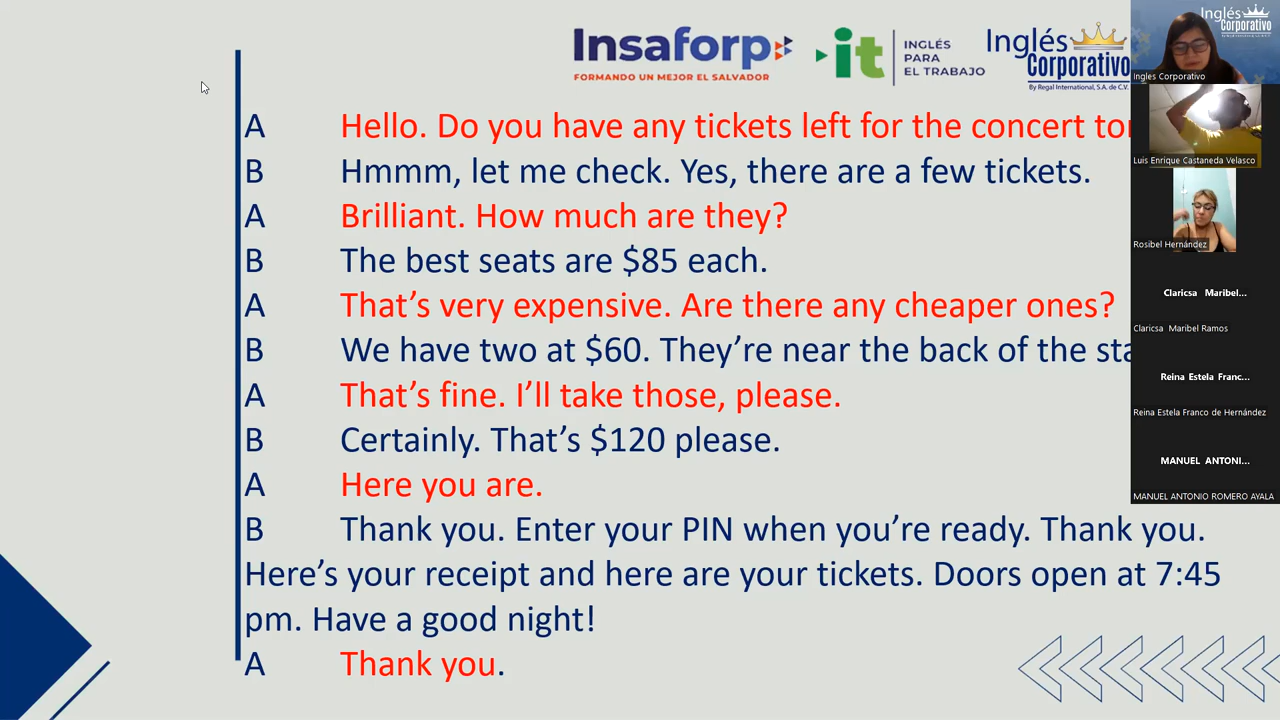 Insaforp
FORMANDO UN MEJOR EL SALVADOR
it
INGLÉS
PARA
EL TRABAJO
Inglés
Corporativo
By Regal International, S.A. de C.V.
A Hello. Do you have any tickets left for the concert
B Hmmm, let me check. Yes, there are a few tickets.
A Brilliant. How much are they?
B The best seats are $85 each.
A That's very expensive. Are there any cheaper ones?
B We have two at $60. They're near the back of the
A That's fine. I'll take those, please.
B Certainly. That's $120 please.
A Here you are.
B Thank you. Enter your PIN when you're ready. Thank you.
Here's your receipt and here are your tickets. Doors open at 7:45
pm. Have a good night!
A Thank you.
Inglés
Corporativo
Ingles Corporativo
Luis Enrique Castaneda Velasco
Rosibel Hernández
Claricsa Maribel...
Claricsa Maribel Ramos
Reina Estela Franc...
Reina Estela Franco de Hernández
MANUEL ANTONI...
MANUEL ANTONIO ROMERO AYALA